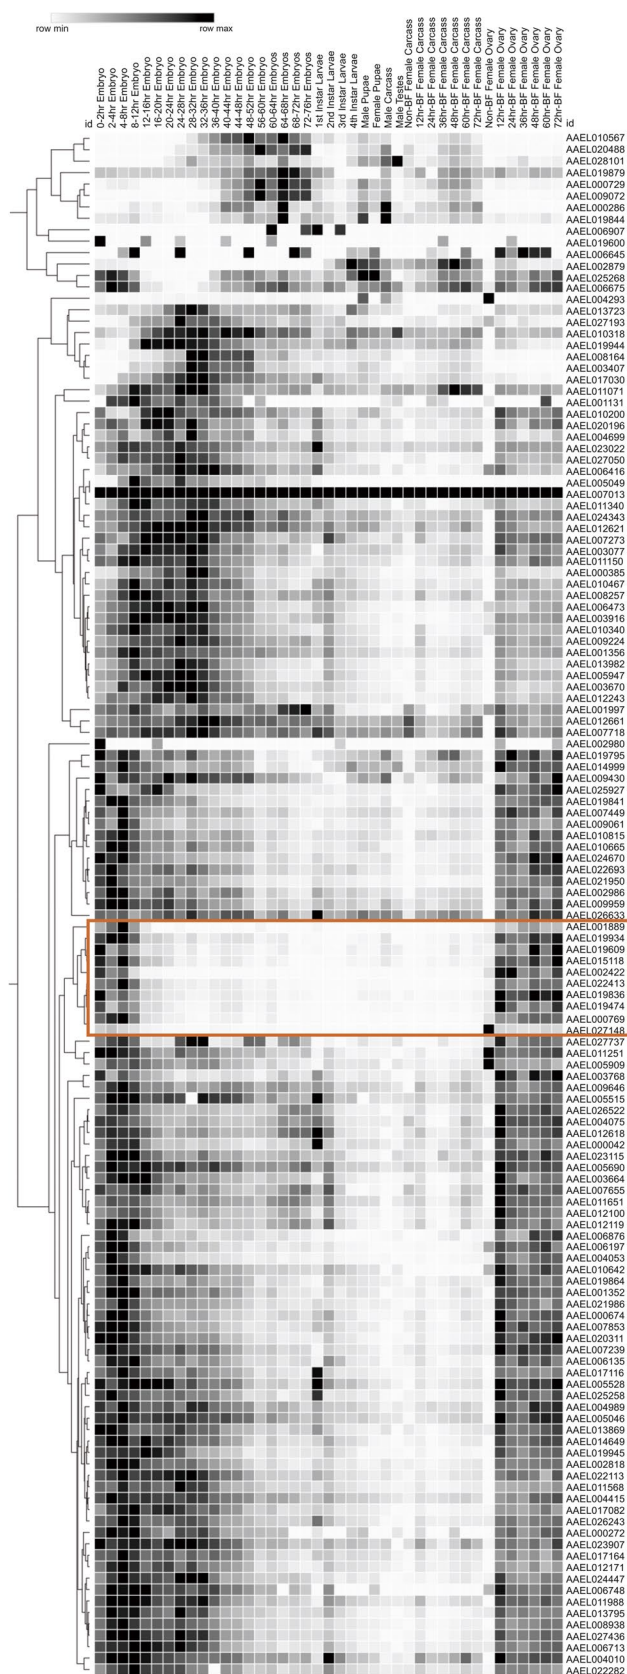 row min
row max
id
0-2hr Embryo
2-4hr Embryo
4-8hr Embryo
8-12hr Embryo
12-16hr Embryo
16-20hr Embryo
20-24hr Embryo
24-28hr Embryo
28-32hr Embryo
32-36hr Embryo
36-40hr Embryo
40-44hr Embryo
44-48hr Embryo
48-52hr Embryo
56-60hr Embryo
60-64hr Embryos
64-68hr Embryos
68-72hr Embryos
72-76hr Embryos
1st Instar Larvae
2nd Instar Larvae
3rd Instar Larvae
4th Instar Larvae
Male Pupae
Female Pupae
Male Carcass
Male Testes
Non-BF Female Carcass
12hr-BF Female Carcass
24hr-BF Female Carcass
36hr-BF Female Carcass
48hr-BF Female Carcass
60hr-BF Female Carcass
72hr-BF Female Carcass
Non-BF Female Ovary
12hr-BF Female Ovary
24hr-BF Female Ovary
36hr-BF Female Ovary
48hr-BF Female Ovary
60hr-BF Female Ovary
72hr-BF Female Ovary
id
AAEL010567
AAEL020488
AAEL028101
AAEL019879
AAEL000729
AAEL009072
AAEL000286
AAEL019844
AAEL006907
AAEL019600
AAEL006645
AAEL002879
AAEL025268
AAEL006675
AAEL004293
AAEL013723
AAEL027193
AAEL010318
AAEL019944
AAEL008164
AAEL003407
AAEL017030
AAEL011071
AAEL001131
AAEL010200
AAEL020196
AAEL004699
AAEL023022
AAEL027050
AAEL006416
AAEL005049
AAEL007013
AAEL011340
AAEL024343
AAEL012621
AAEL007273
AAEL003077
AAEL011150
AAEL000385
AAEL010467
AAEL008257
AAEL006473
AAEL003916
AAEL010340
AAEL009224
AAEL001356
AAEL013982
AAEL005947
AAEL003670
AAEL012243
AAEL001997
AAEL012661
AAEL007718
AAEL002980
AAEL019795
AAEL014999
AAEL009430
AAEL025927
AAEL019841
AAEL007449
AAEL009061
AAEL010815
AAEL010665
AAEL024670
AAEL022693
AAEL021950
AAEL002986
AAEL009959
AAEL026633
AAEL001889
AAEL019934
AAEL019609
AAEL015118
AAEL002422
AAEL022413
AAEL019836
AAEL019474
AAEL000769
AAEL027148
AAEL027737
AAEL011251
AAEL005909
AAEL003768
AAEL009646
AAEL005515
AAEL026522
AAEL004075
AAEL012618
AAEL000042
AAEL023115
AAEL005690
AAEL003664
AAEL007655
AAEL011651
AAEL012100
AAEL012119
AAEL006876
AAEL006197
AAEL004053
AAEL010642
AAEL019864
AAEL001352
AAEL021986
AAEL000674
AAEL007853
AAEL020311
AAEL007239
AAEL006135
AAEL017116
AAEL005528
AAEL025258
AAEL004989
AAEL005046
AAEL013869
AAEL014649
AAEL019945
AAEL002818
AAEL022113
AAEL011568
AAEL004415
AAEL017082
AAEL026243
AAEL000272
AAEL023907
AAEL017164
AAEL012171
AAEL024447
AAEL006748
AAEL011988
AAEL013795
AAEL008938
AAEL027436
AAEL006713
AAEL004010
AAEL022282